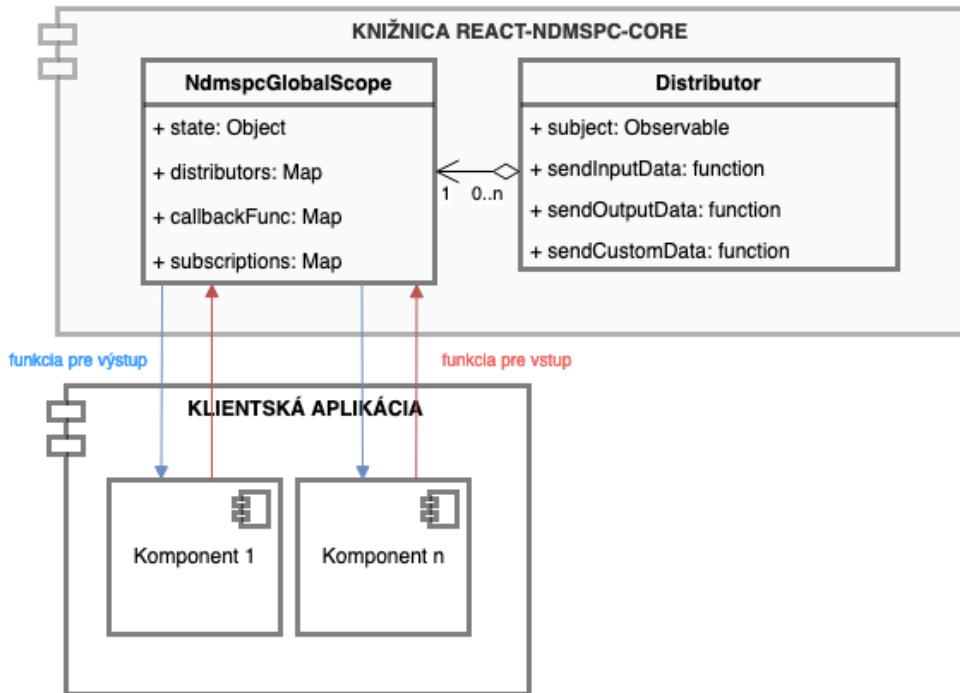 KNIŽNICA REACT-NDMSPC-CORE
NdmspcGlobalScope
+ state: Object
+ distributors: Map
+ callbackFunc: Map
+ subscriptions: Map
Distributor
+ subject: Observable
+ sendInputData: function
+ sendOutputData: function
+ sendCustomData: function
1
0..n
funkcia pre výstup
funkcia pre vstup
KLIENTSKÁ APLIKÁCIA
Komponent 1
Komponent n